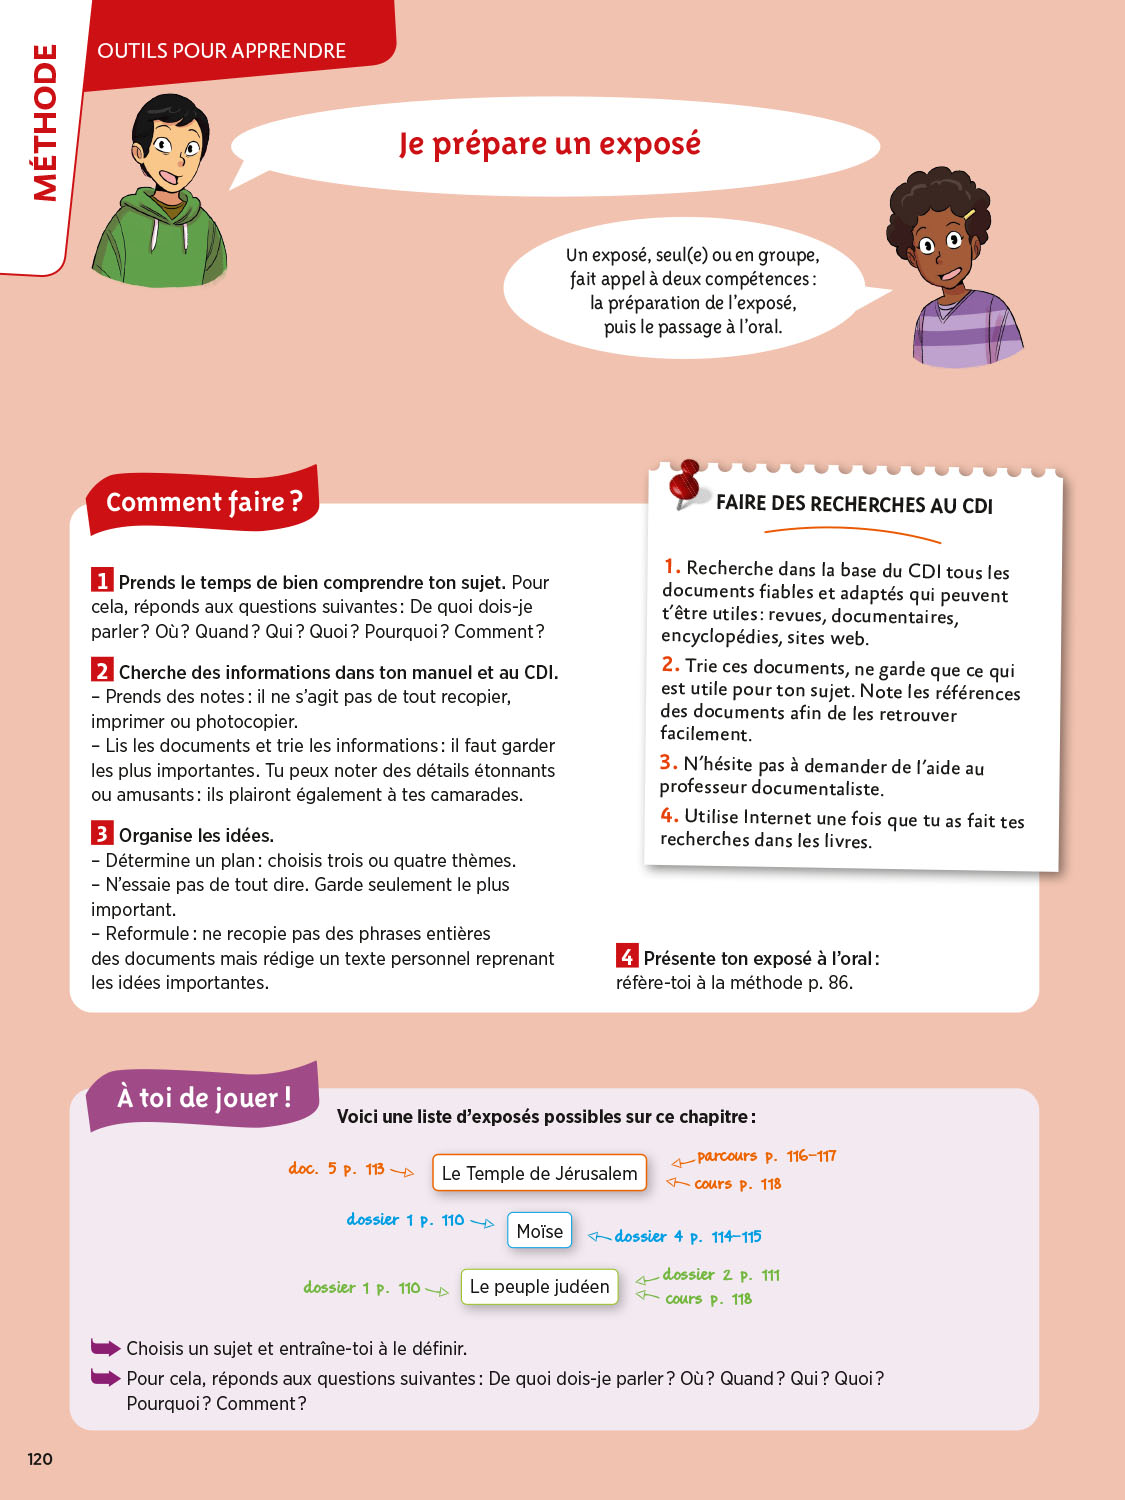 MÉTHODE
OUTILS POUR APPRENDRE
Je prépare un exposé
Un exposé, seul(e) ou en groupe,
fait appel à deux compétences :
la préparation de l'exposé,
puis le passage à l'oral.
Comment faire ?
1 Prends le temps de bien comprendre ton sujet. Pour
cela, réponds aux questions suivantes : De quoi dois-je
parler ? Où ? Quand ? Qui ? Quoi ? Pourquoi ? Comment ?
2 Cherche des informations dans ton manuel et au CDI.
– Prends des notes : il ne s'agit pas de tout recopier,
imprimer ou photocopier.
– Lis les documents et trie les informations : il faut garder
les plus importantes. Tu peux noter des détails étonnants
ou amusants : ils plairont également à tes camarades.
3 Organise les idées.
– Détermine un plan : choisis trois ou quatre thèmes.
– N'essaie pas de tout dire. Garde seulement le plus
important.
– Reformule : ne recopie pas des phrases entières
des documents mais rédige un texte personnel reprenant
les idées importantes.
FAIRE DES RECHERCHES AU CDI
1. Recherche dans la base du CDI tous les
documents fiables et adaptés qui peuvent
t'être utiles : revues, documentaires,
encyclopédies, sites web.
2. Trie ces documents, ne garde que ce qui
est utile pour ton sujet. Note les références
des documents afin de les retrouver
facilement.
3. N'hésite pas à demander de l'aide au
professeur documentaliste.
4. Utilise Internet une fois que tu as fait tes
recherches dans les livres.
4 Présente ton exposé à l'oral :
réfère-toi à la méthode p. 86.
À toi de jouer !
Voici une liste d'exposés possibles sur ce chapitre :
doc. 5 p. 113
Le Temple de Jérusalem
parcours p. 116-117
cours p. 118
dossier 1 p. 110
Moïse
dossier 4 p. 114-115
dossier 1 p. 110
Le peuple judéen
dossier 2 p. 111
cours p. 118
Choisis un sujet et entraîne-toi à le définir.
Pour cela, réponds aux questions suivantes : De quoi dois-je parler ? Où ? Quand ? Qui ? Quoi ?
Pourquoi ? Comment ?
120